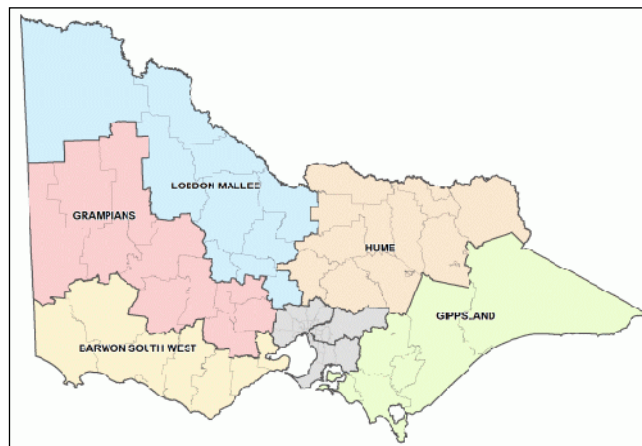 LODDON MALLEE
GRAMPIANS
HUME
GIPPSLAND
BARWON SOUTH WEST